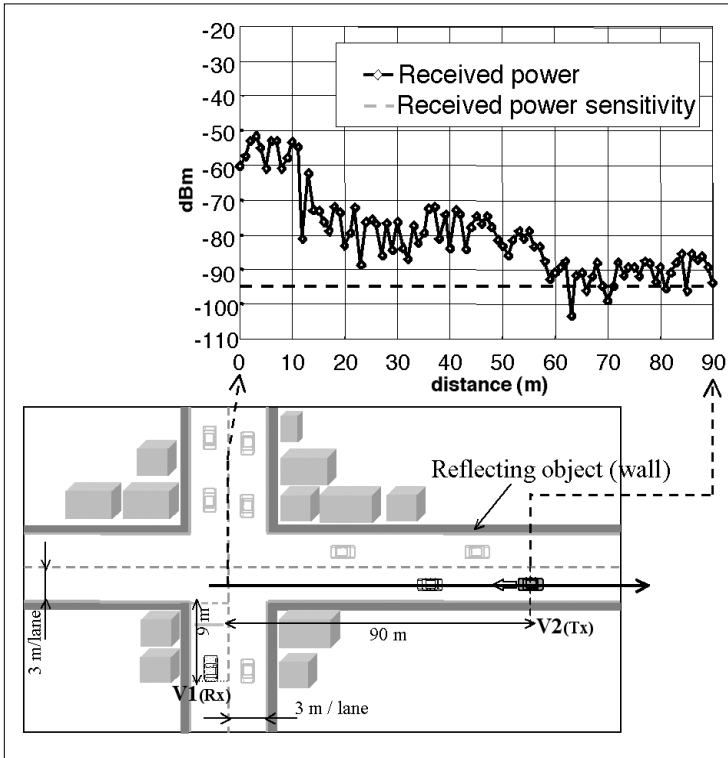 -20
-30
-40
-50
-60
-70
-80
-90
-100
-110
dBm
Received power
Received power sensitivity
0 10 20 30 40 50 60 70 80 90
distance (m)
Reflecting object (wall)
3 m/lane
9 m
90 m
V2(Tx)
V1(Rx)
3 m / lane